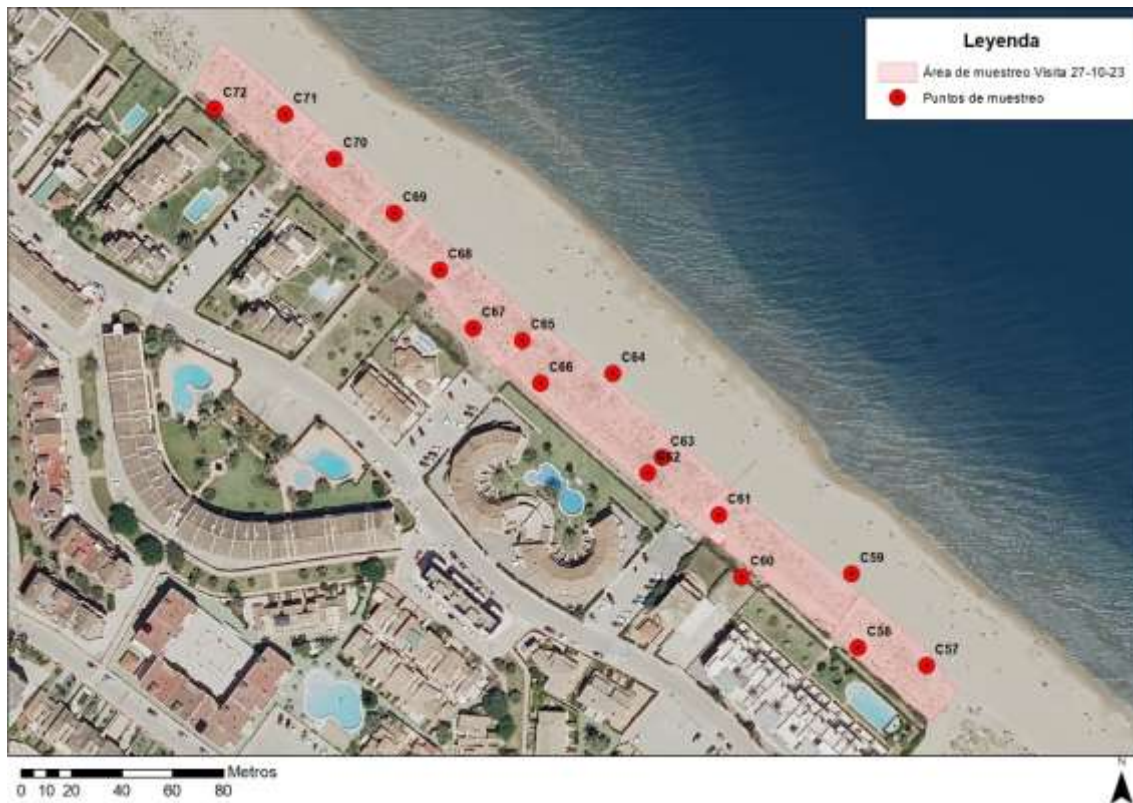 Leyenda
Área de muestreo Visita 27-10-23
Puntos de muestreo
C72
C71
C70
C69
C68
C67
C65
C66
C64
C63
C62
C61
C60
C59
C58
C57
Metros
0 10 20 40 60 80
N